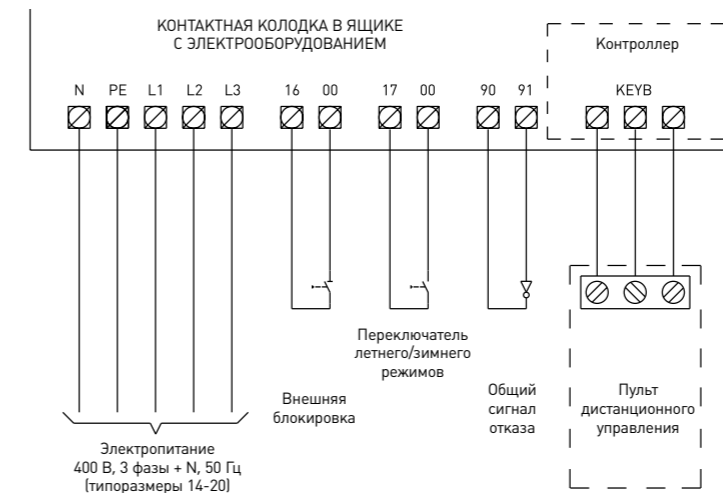 КОНТАКТНАЯ КОЛОДКА В ЯЩИКЕ
С ЭЛЕКТРООБОРУДОВАНИЕМ
Контроллер
N PE L1 L2 L3 16 00 17 00 90 91 KEYB
Переключатель
летнего/зимнего
режимов
Внешняя
блокировка
Общий
сигнал
отказа
Пульт
дистанционного
управления
Электропитание
400 В, 3 фазы + N, 50 Гц
(типоразмеры 14-20)